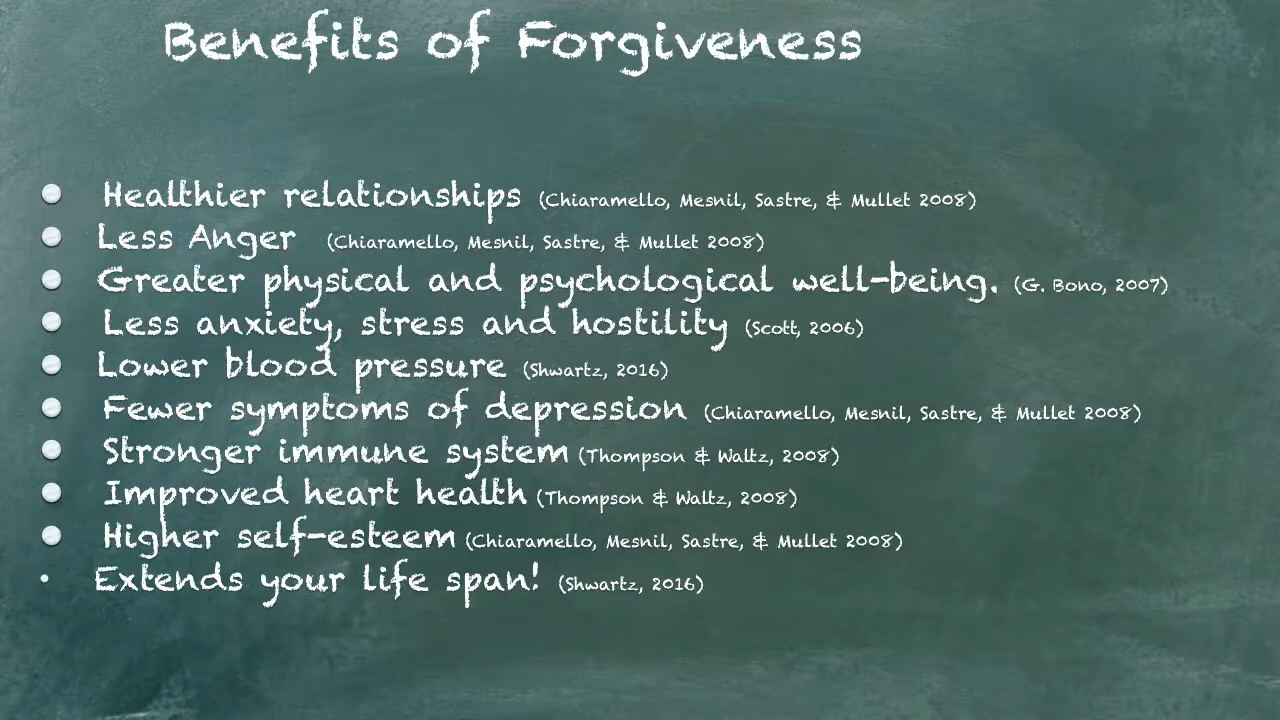 Benefits of Forgiveness
● Healthier relationships (Chiaramello, Mesnil, Sastre, & Mullet 2008)
● Less Anger (Chiaramello, Mesnil, Sastre, & Mullet 2008)
● Greater physical and psychological well-being. (G. Bono, 2007)
● Less anxiety, stress and hostility (Scott, 2006)
● Lower blood pressure (Shwartz, 2016)
● Fewer symptoms of depression (Chiaramello, Mesnil, Sastre, & Mullet 2008)
● Stronger immune system (Thompson & Waltz, 2008)
● Improved heart health (Thompson & Waltz, 2008)
● Higher self-esteem (Chiaramello, Mesnil, Sastre, & Mullet 2008)
• Extends your life span! (Shwartz, 2016)